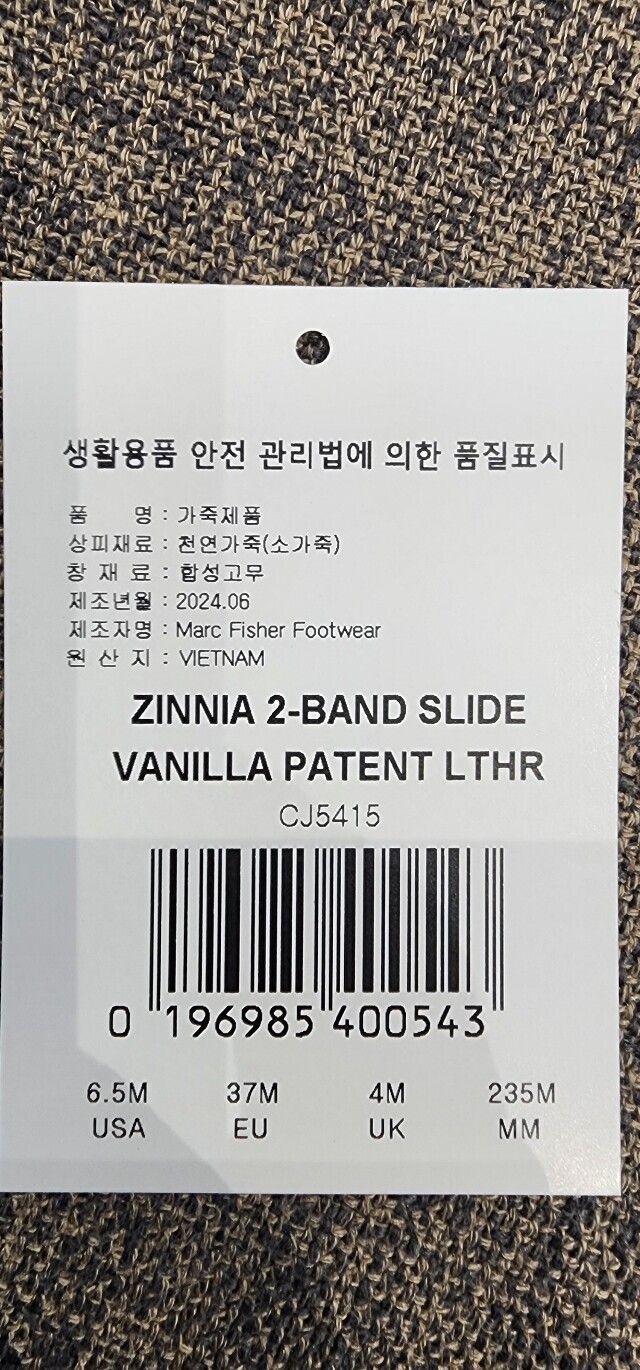 생활용품 안전 관리법에 의한 품질표시
품 명 : 가죽제품
상피재료 : 천연가죽(소가죽)
창 재 료 : 합성고무
제조년월 : 2024.06
제조자명 : Marc Fisher Footwear
원 산 지 : VIETNAM
ZINNIA 2-BAND SLIDE
VANILLA PATENT LTHR
CJ5415
0 196985 400543
6.5M 37M 4M 235M
USA EU UK MM